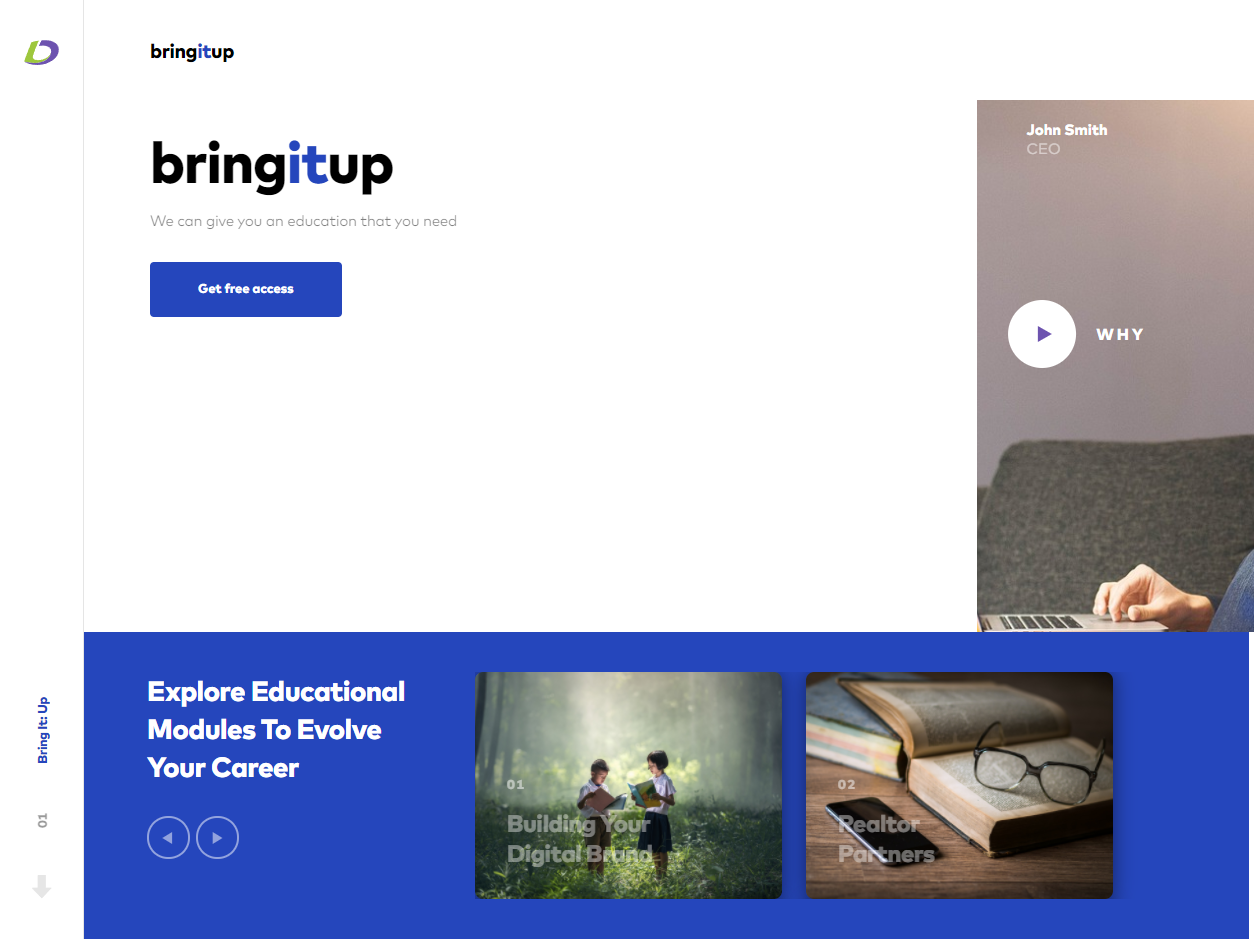 bringitup
bringitup
We can give you an education that you need
Get free access
John Smith
CEO
WHY
Explore Educational
Modules To Evolve
Your Career
01
Building Your
Digital Brand
02
Realtor
Partners
Bring It: Up
01